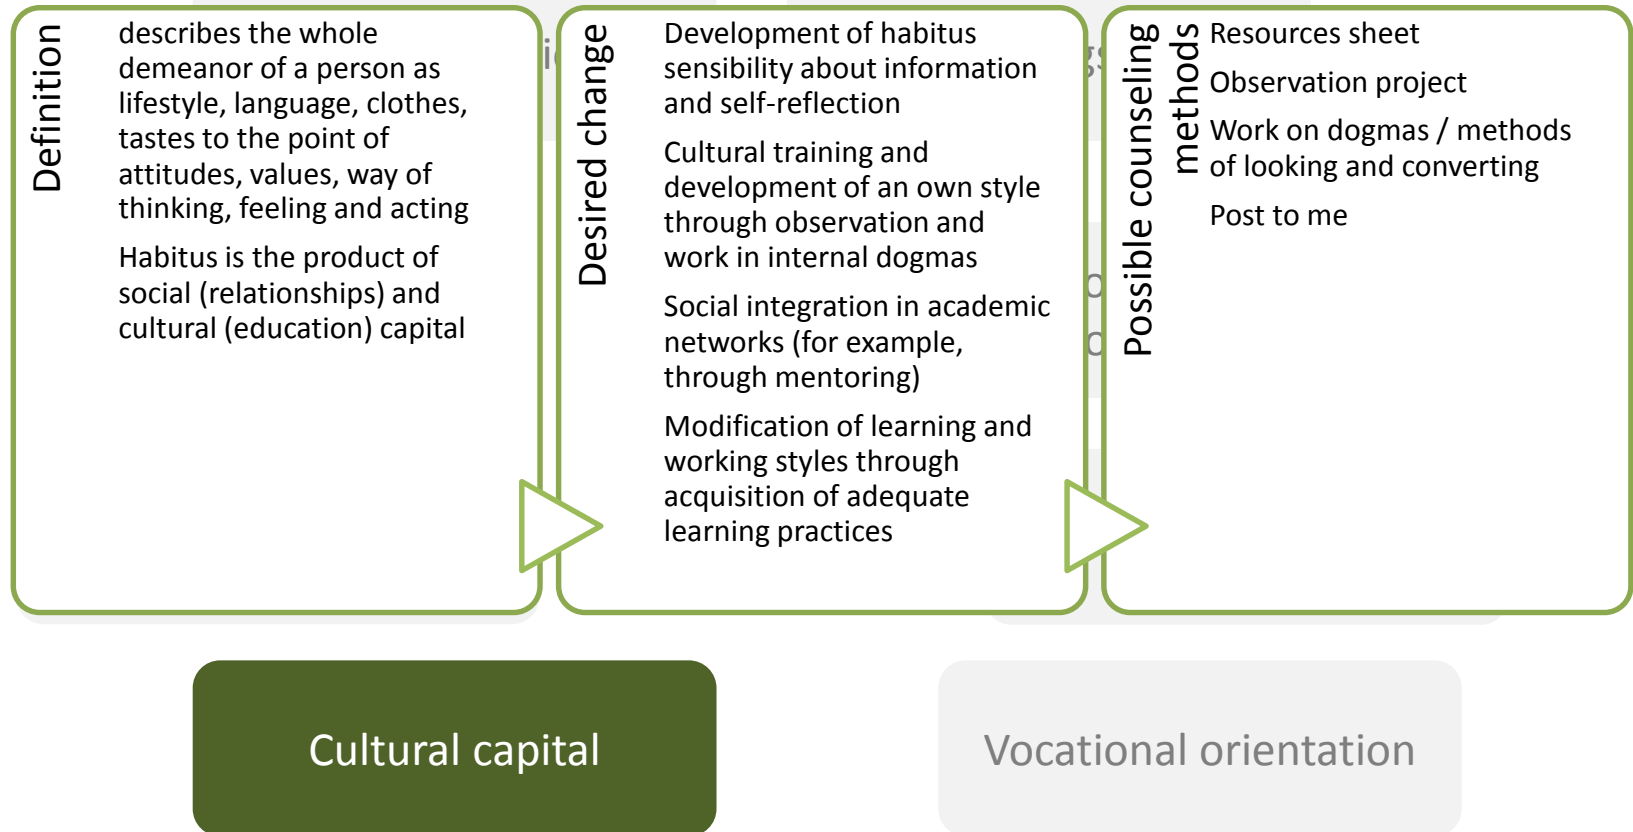 Definition
describes the whole
demeanor of a person as
lifestyle, language, clothes,
tastes to the point of
attitudes, values, way of
thinking, feeling and acting
Habitus is the product of
social (relationships) and
cultural (education) capital
Desired change
Development of habitus
sensibility about information
and self-reflection
Cultural training and
development of an own style
through observation and
work in internal dogmas
Social integration in academic
networks (for example,
through mentoring)
Modification of learning and
working styles through
acquisition of adequate
learning practices
Possible counseling
methods
Resources sheet
Observation project
Work on dogmas / methods
of looking and converting
Post to me
Cultural capital
Vocational orientation